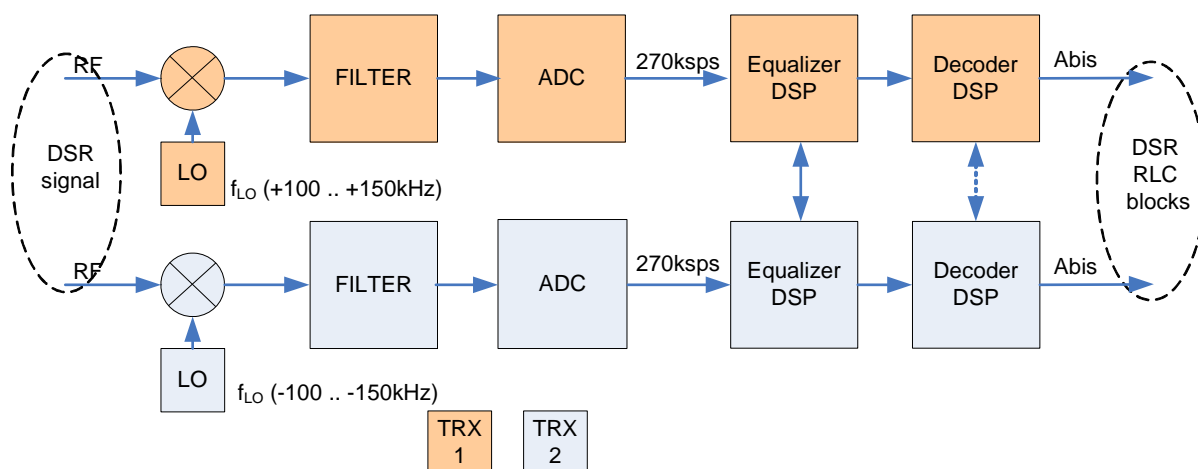 RF
FILTER
ADC
270ksps
Equalizer
DSP
Decoder
DSP
Abis
DSR
signal
LO
fLO (+100 .. +150kHz)
DSR
RLC
blocks
RF
FILTER
ADC
270ksps
Equalizer
DSP
Decoder
DSP
Abis
LO
fLO (-100 .. -150kHz)
TRX
1
TRX
2